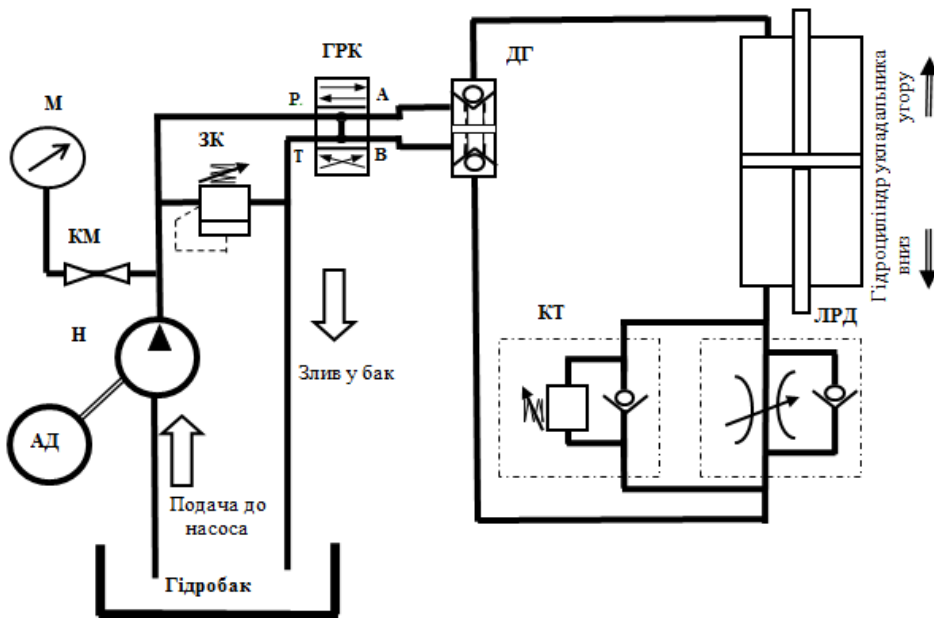 ГРК
ДГ
М
Р.
А
ЗК
Т
В
КМ
Н
АД
Злив у бак
Подача до
насоса
Гідробак
КТ
ЛРД
Гідроциліндр укладальника
угору
вниз